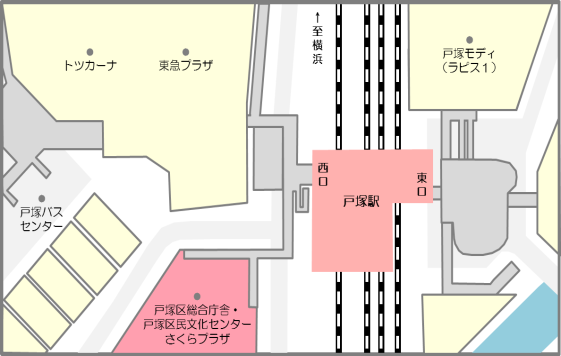 ↑至横浜
トツカーナ
東急プラザ
戸塚モディ
（ラピス１）
西口
東口
戸塚駅
戸塚バス
センター
戸塚区総合庁舎・
戸塚区民文化センター
さくらプラザ